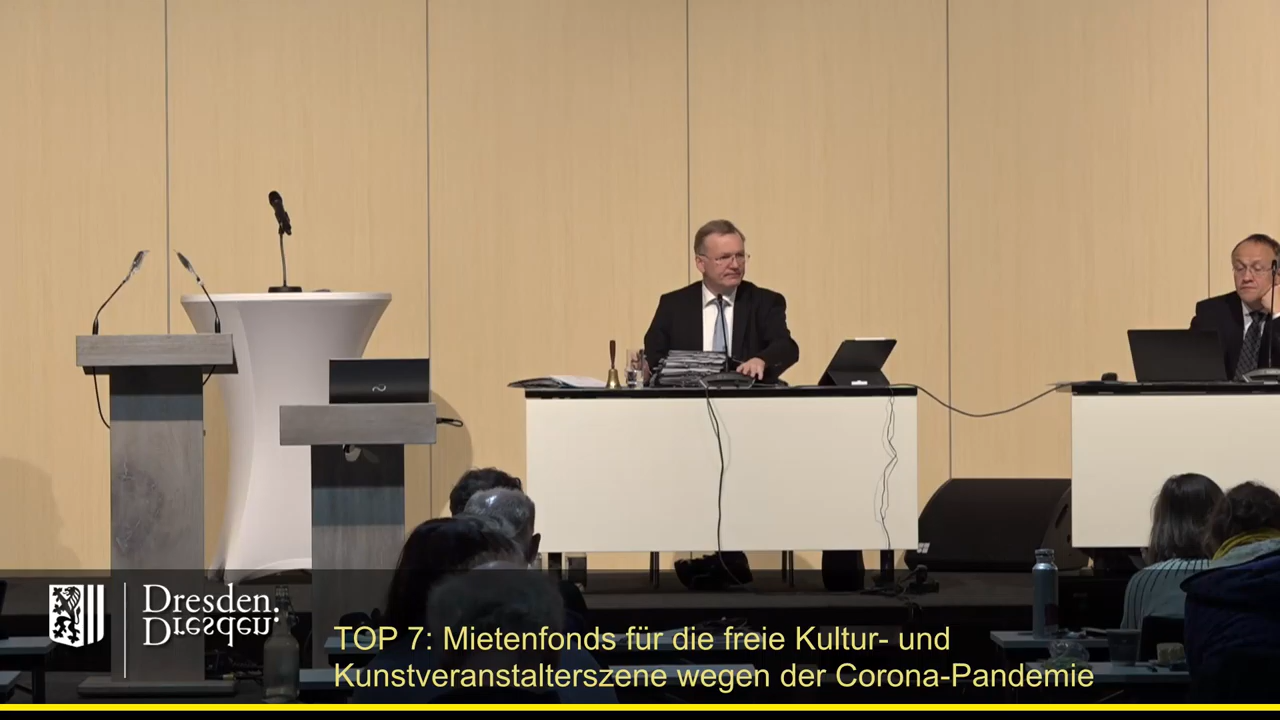 Dresden.
Dresden.
TOP 7: Mietenfonds für die freie Kultur- und
Kunstveranstalterszene wegen der Corona-Pandemie